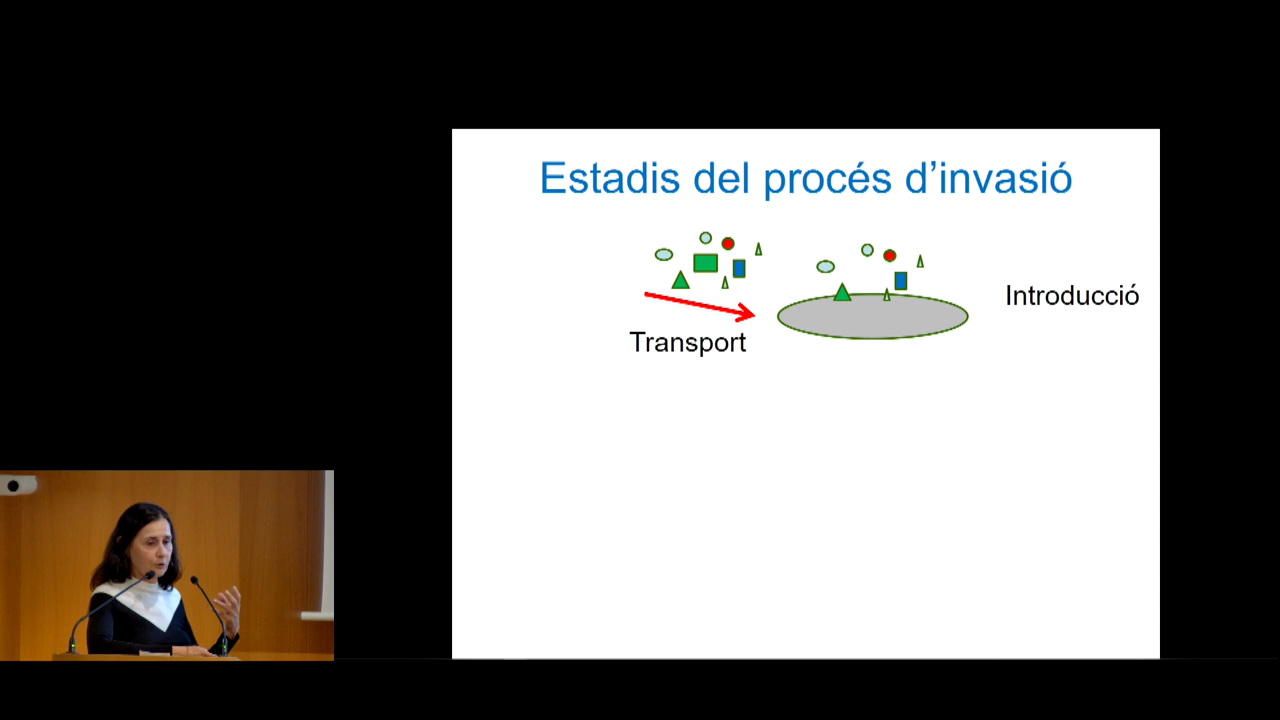 Estadis del procés d’invasió
Introducció
Transport